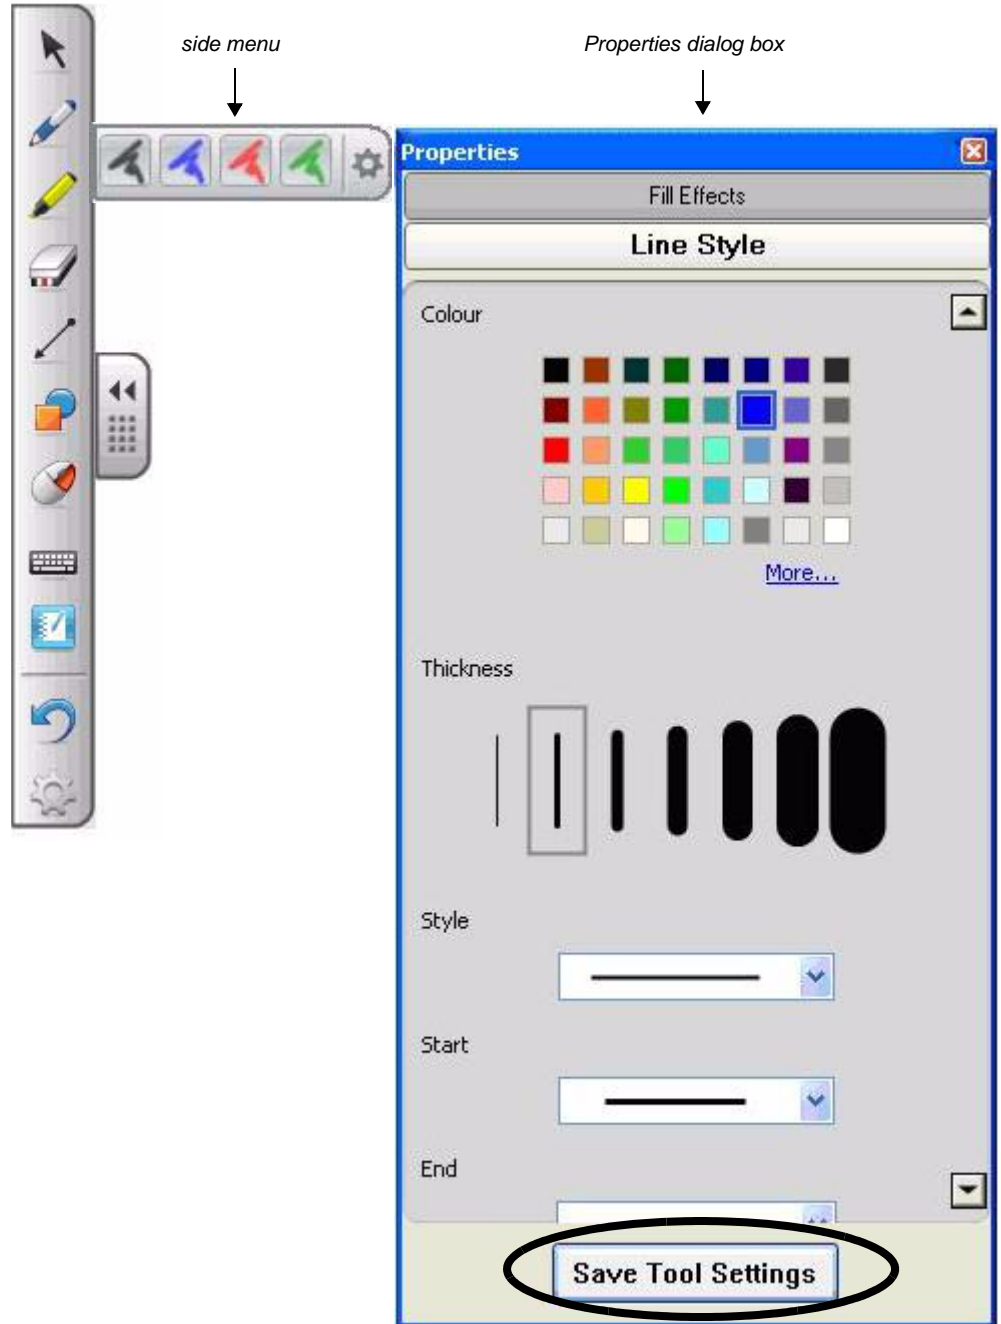 side menu
Properties dialog box
Properties
Fill Effects
Line Style
Colour
More...
Thickness
Style
Start
End
Save Tool Settings